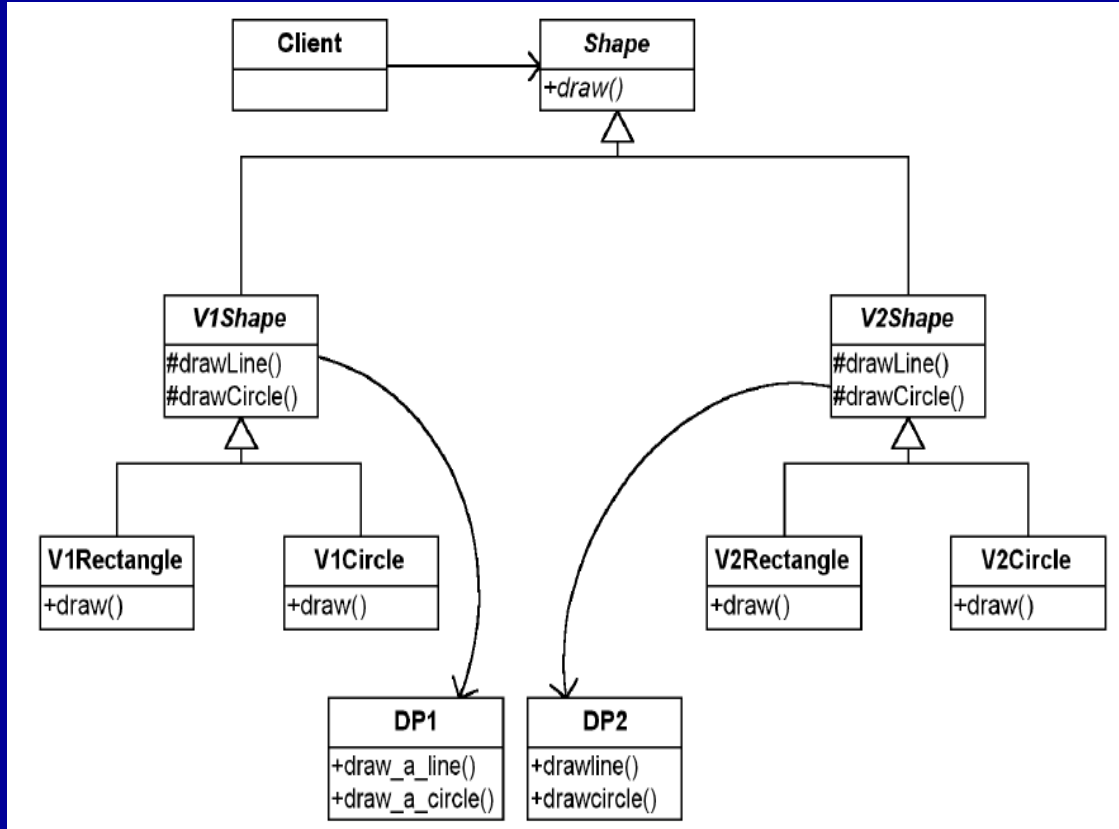 Client
Shape
+draw()
V1Shape
#drawLine()
#drawCircle()
V2Shape
#drawLine()
#drawCircle()
V1Rectangle
+draw()
V1Circle
+draw()
V2Rectangle
+draw()
V2Circle
+draw()
DP1
+draw_a_line()
+draw_a_circle()
DP2
+drawline()
+drawcircle()